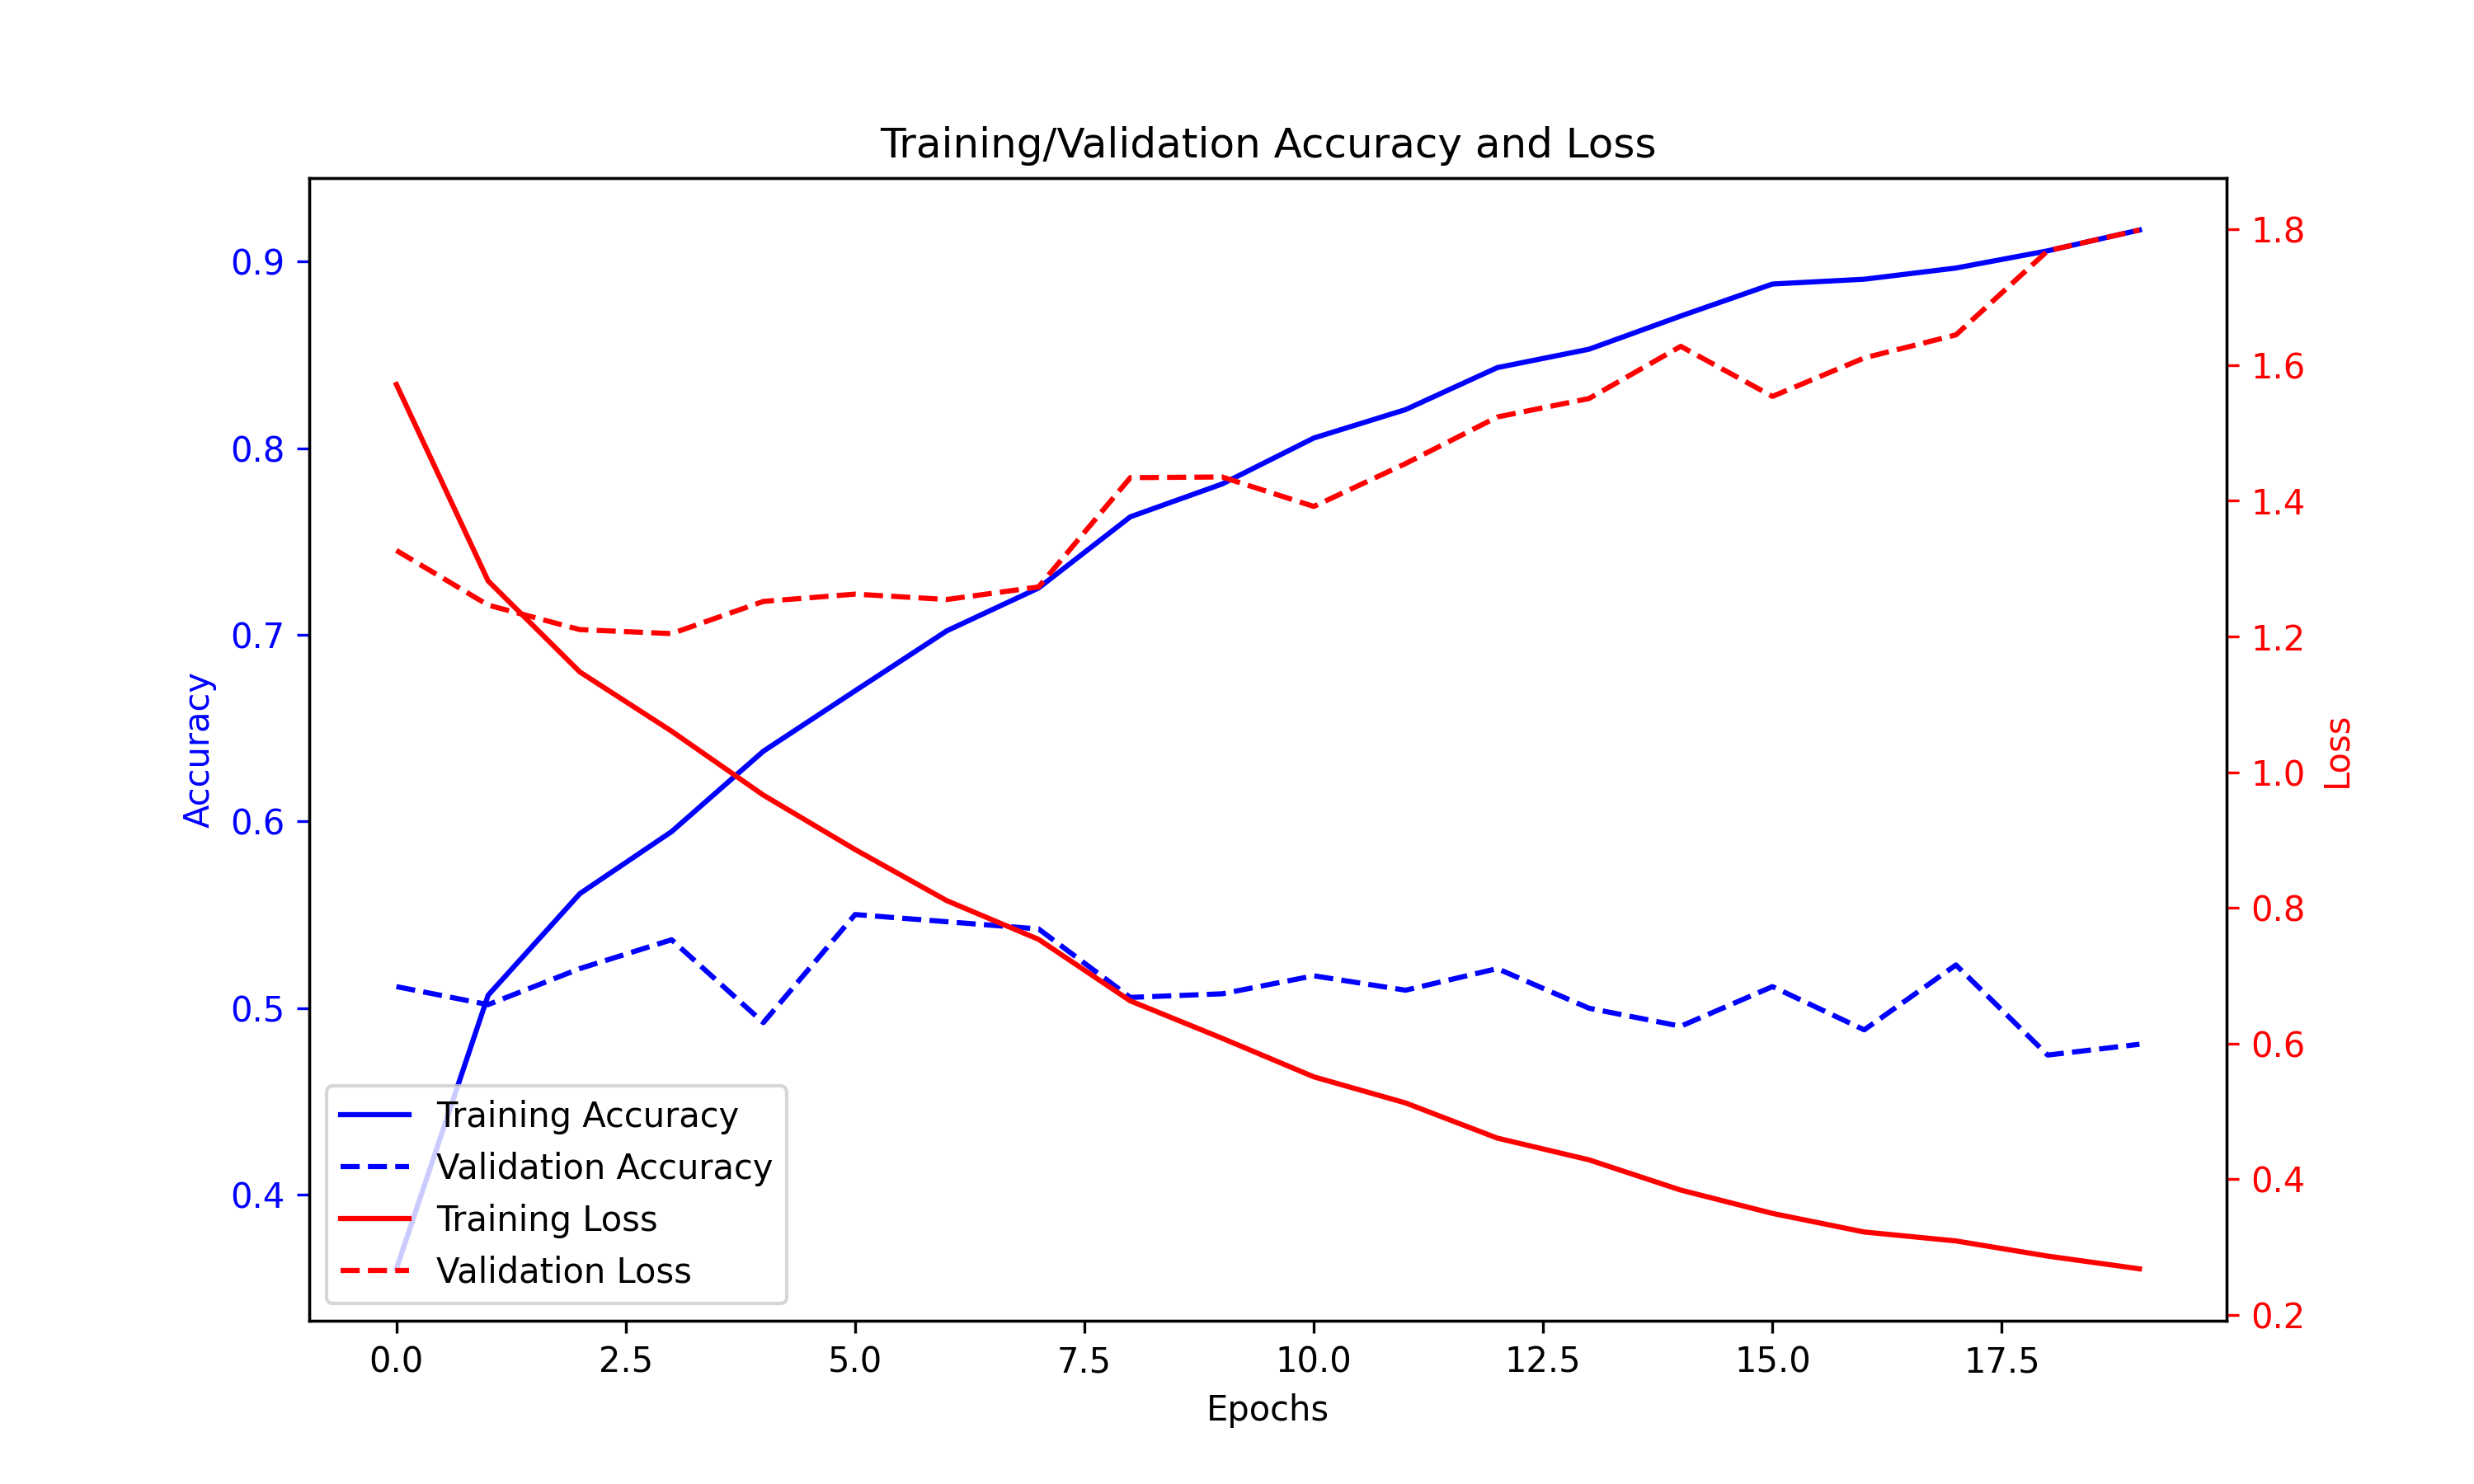 Training/Validation Accuracy and Loss
0.9
0.8
0.7
0.6
0.5
0.4
Accuracy
1.8
1.6
1.4
1.2
1.0
0.8
0.6
0.4
0.2
Loss
Training Accuracy
Validation Accuracy
Training Loss
Validation Loss
0.0 2.5 5.0 7.5 10.0 12.5 15.0 17.5
Epochs